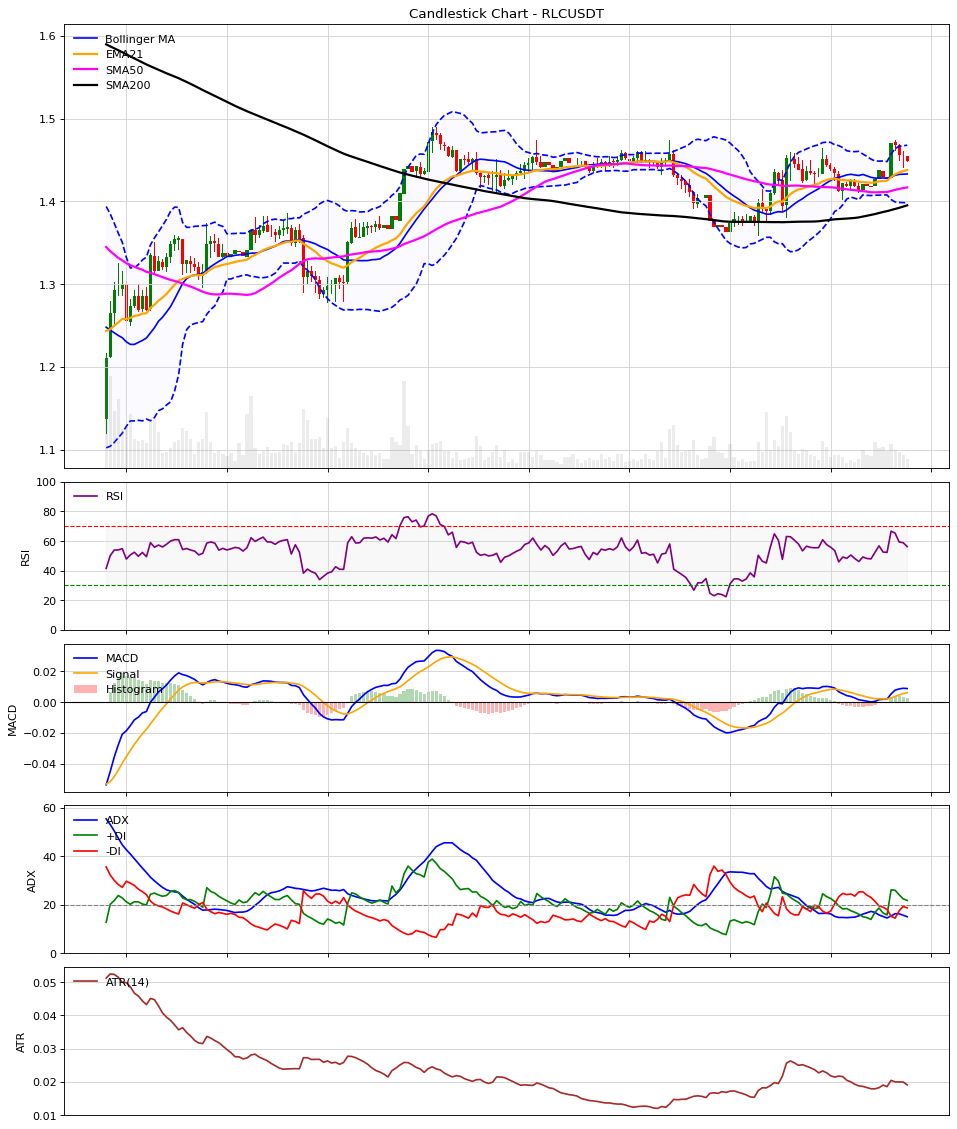 Candlestick Chart - RLCUSDT
1.6
1.5
1.4
1.3
1.2
1.1
Bollinger MA
EMA21
SMA50
SMA200
100
80
60
40
20
0
RSI
RSI
0.02
0.00
−0.02
−0.04
MACD
MACD
Signal
Histogram
60
40
20
0
ADX
ADX
+DI
-DI
0.05
0.04
0.03
0.02
0.01
ATR
ATR(14)